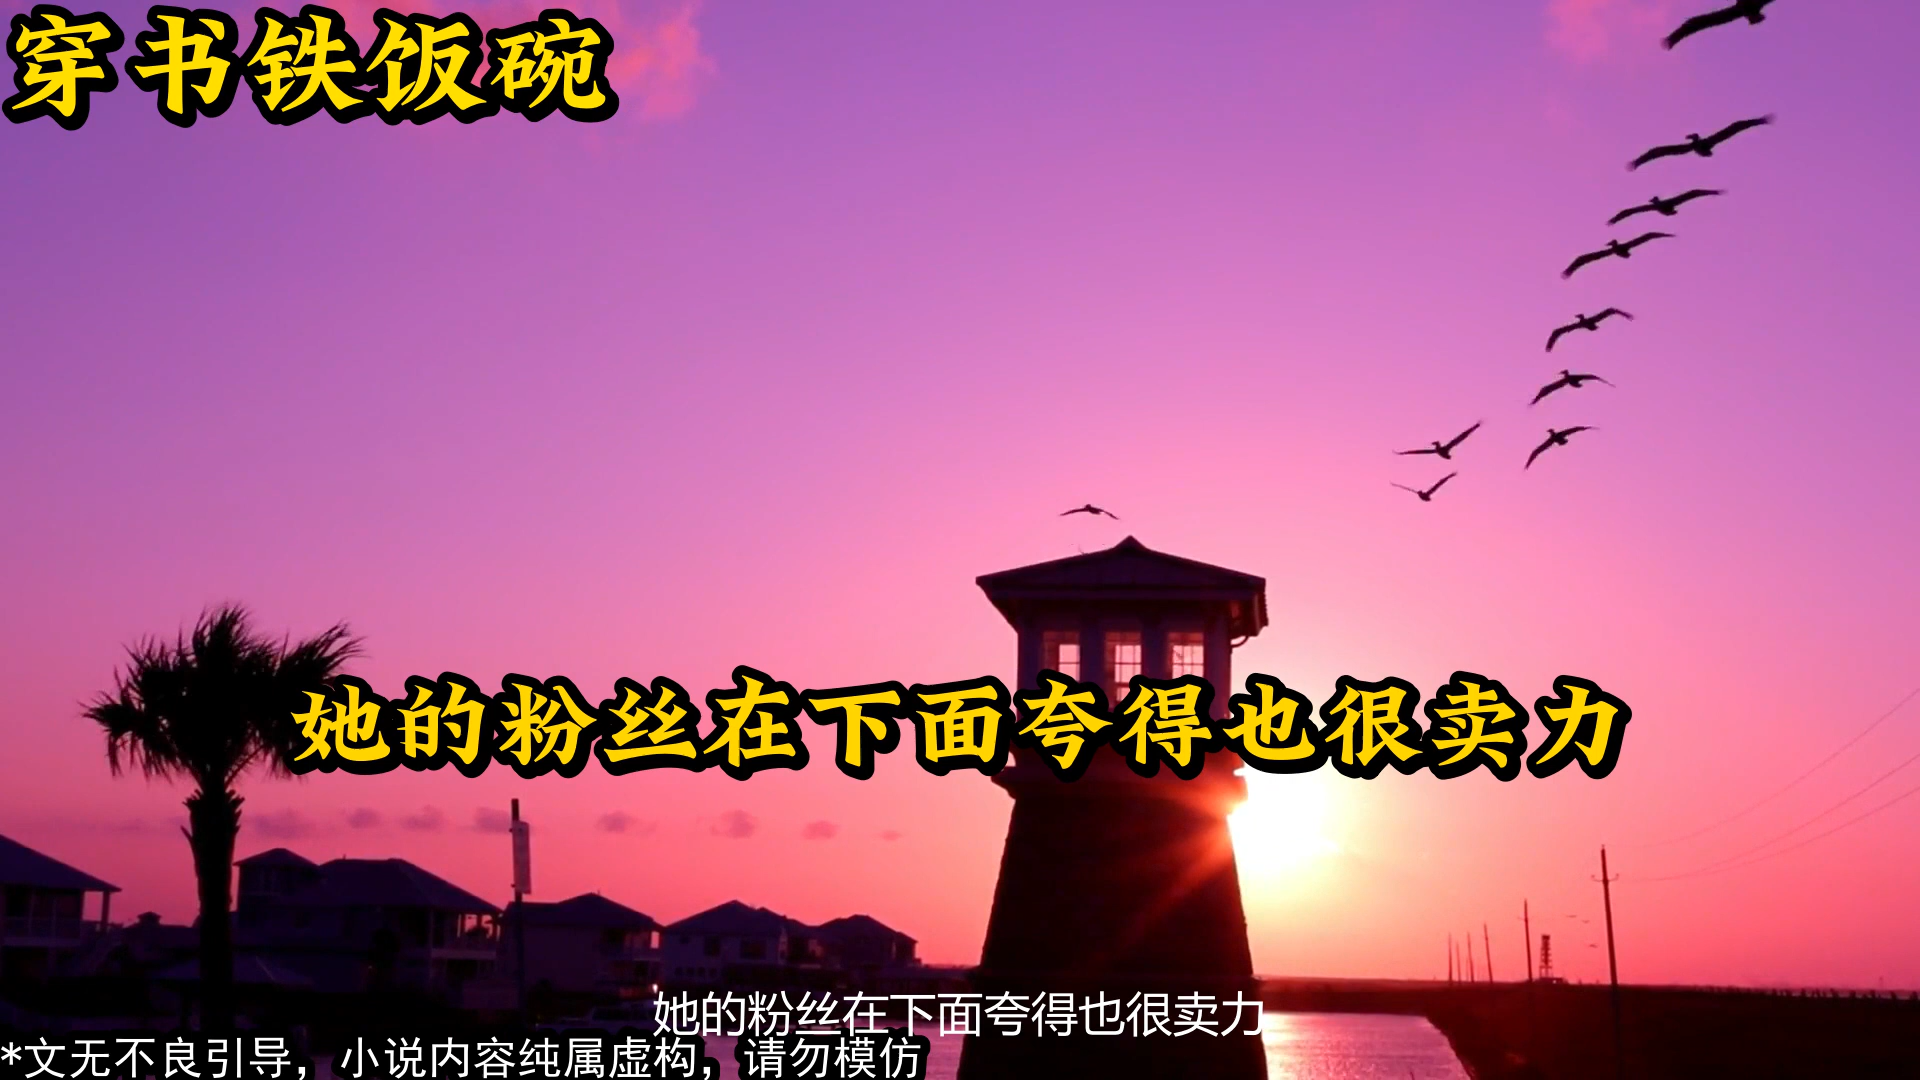 穿书铁饭碗
她的粉丝在下面夸得也很卖力
她的粉丝在下面夸得也很卖力
*文无不良引导，小说内容纯属虚构，请勿模仿